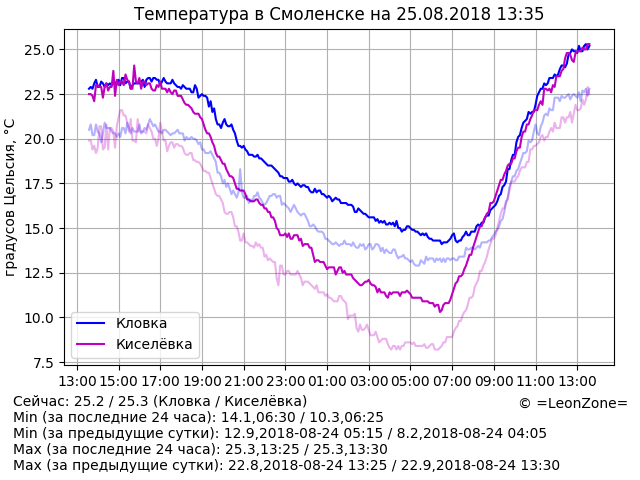 Температура в Смоленске на 25.08.2018 13:35
градусов Цельсия, °C
25.0
22.5
20.0
17.5
15.0
12.5
10.0
7.5
Кловка
Киселёвка
13:00 15:00 17:00 19:00 21:00 23:00 01:00 03:00 05:00 07:00 09:00 11:00 13:00
Сейчас: 25.2 / 25.3 (Кловка / Киселёвка)
© =LeonZone=
Min (за последние 24 часа): 14.1,06:30 / 10.3,06:25
Min (за предыдущие сутки): 12.9,2018-08-24 05:15 / 8.2,2018-08-24 04:05
Max (за последние 24 часа): 25.3,13:25 / 25.3,13:30
Max (за предыдущие сутки): 22.8,2018-08-24 13:25 / 22.9,2018-08-24 13:30